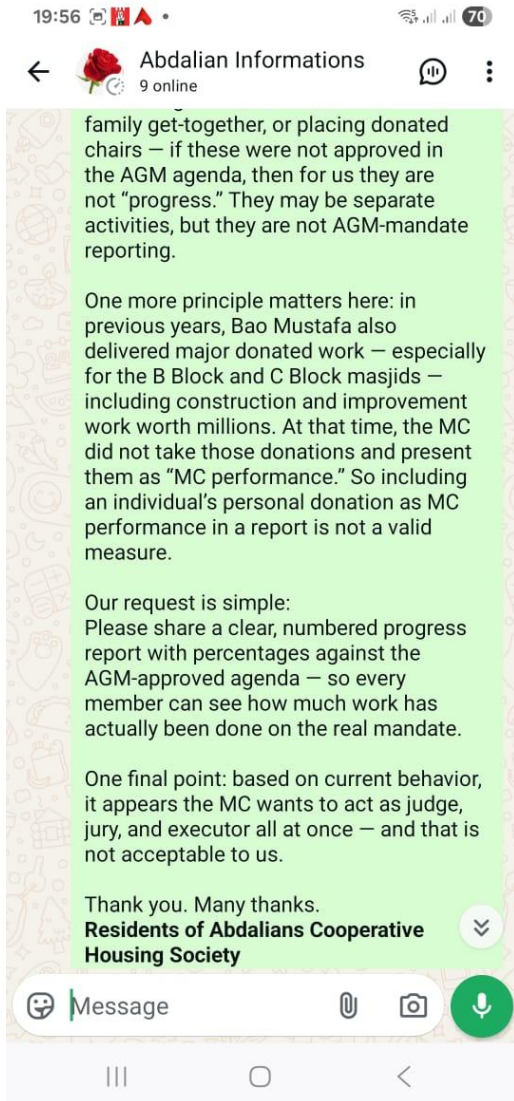 19:56
70
Abdalian Informations
9 online
family get-together, or placing donated
chairs — if these were not approved in
the AGM agenda, then for us they are
not “progress.” They may be separate
activities, but they are not AGM-mandate
reporting.
One more principle matters here: in
previous years, Bao Mustafa also
delivered major donated work — especially
for the B Block and C Block masjids —
including construction and improvement
work worth millions. At that time, the MC
did not take those donations and present
them as “MC performance.” So including
an individual’s personal donation as MC
performance in a report is not a valid
measure.
Our request is simple:
Please share a clear, numbered progress
report with percentages against the
AGM-approved agenda — so every
member can see how much work has
actually been done on the real mandate.
One final point: based on current behavior,
it appears the MC wants to act as judge,
jury, and executor all at once — and that is
not acceptable to us.
Thank you. Many thanks.
Residents of Abdalians Cooperative
Housing Society
Message